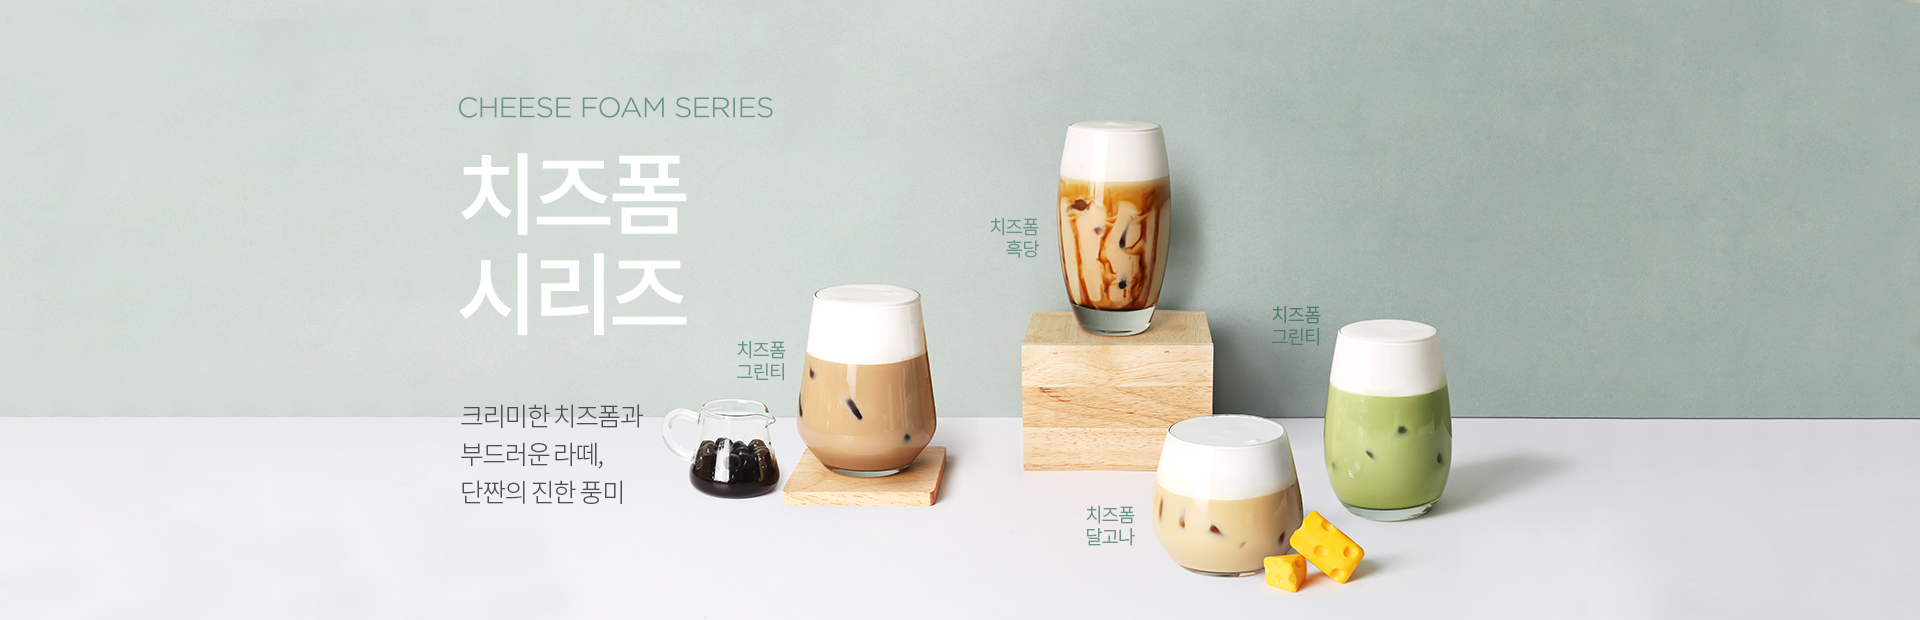 CHEESE FOAM SERIES
치즈폼
시리즈
크리미한 치즈폼과
부드러운 라떼,
단짠의 진한 풍미
치즈폼
그린티
치즈폼
흑당
치즈폼
그린티
치즈폼
달고나